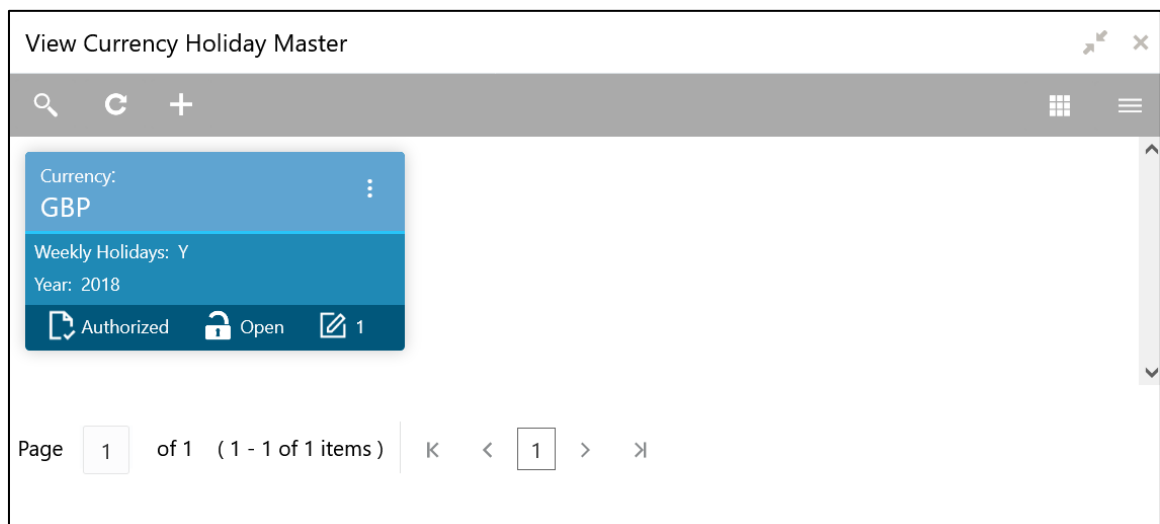 View Currency Holiday Master
Currency:
GBP
Weekly Holidays: Y
Year: 2018
Authorized Open 1
Page 1 of 1 ( 1 - 1 of 1 items ) 1